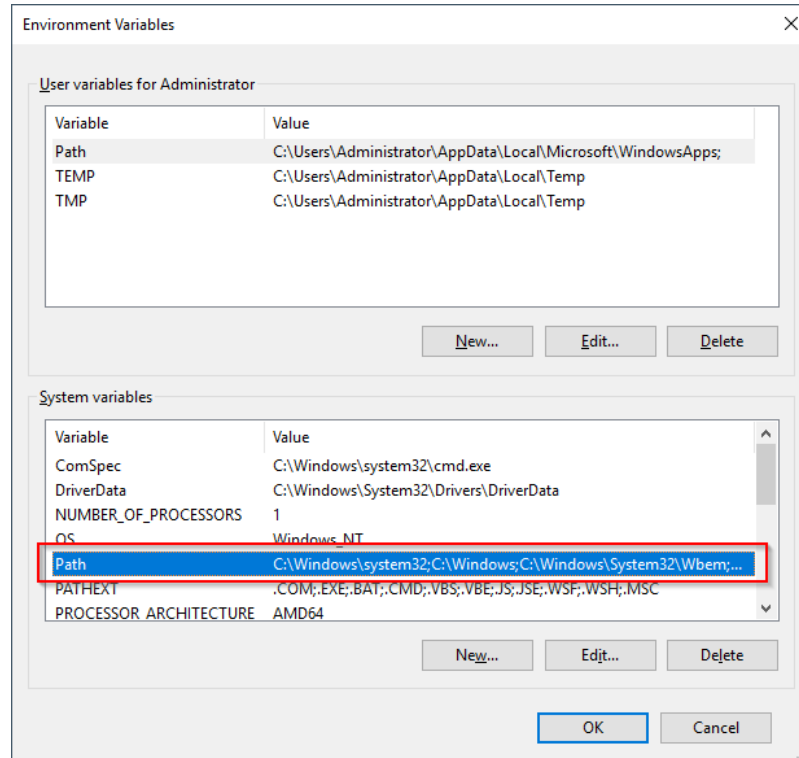 Environment Variables
User variables for Administrator
Variable Value
Path C:\Users\Administrator\AppData\Local\Microsoft\WindowsApps;
TEMP C:\Users\Administrator\AppData\Local\Temp
TMP C:\Users\Administrator\AppData\Local\Temp
New... Edit... Delete
System variables
Variable Value
ComSpec C:\Windows\system32\cmd.exe
DriverData C:\Windows\System32\Drivers\DriverData
NUMBER_OF_PROCESSORS 1
OS Windows_NT
Path C:\Windows\system32;C:\Windows;C:\Windows\System32\Wbem;...
PATHEXT .COM;.EXE;.BAT;.CMD;.VBS;.VBE;.JS;.JSE;.WSF;.WSH;.MSC
PROCESSOR_ARCHITECTURE AMD64
New... Edit... Delete
OK Cancel